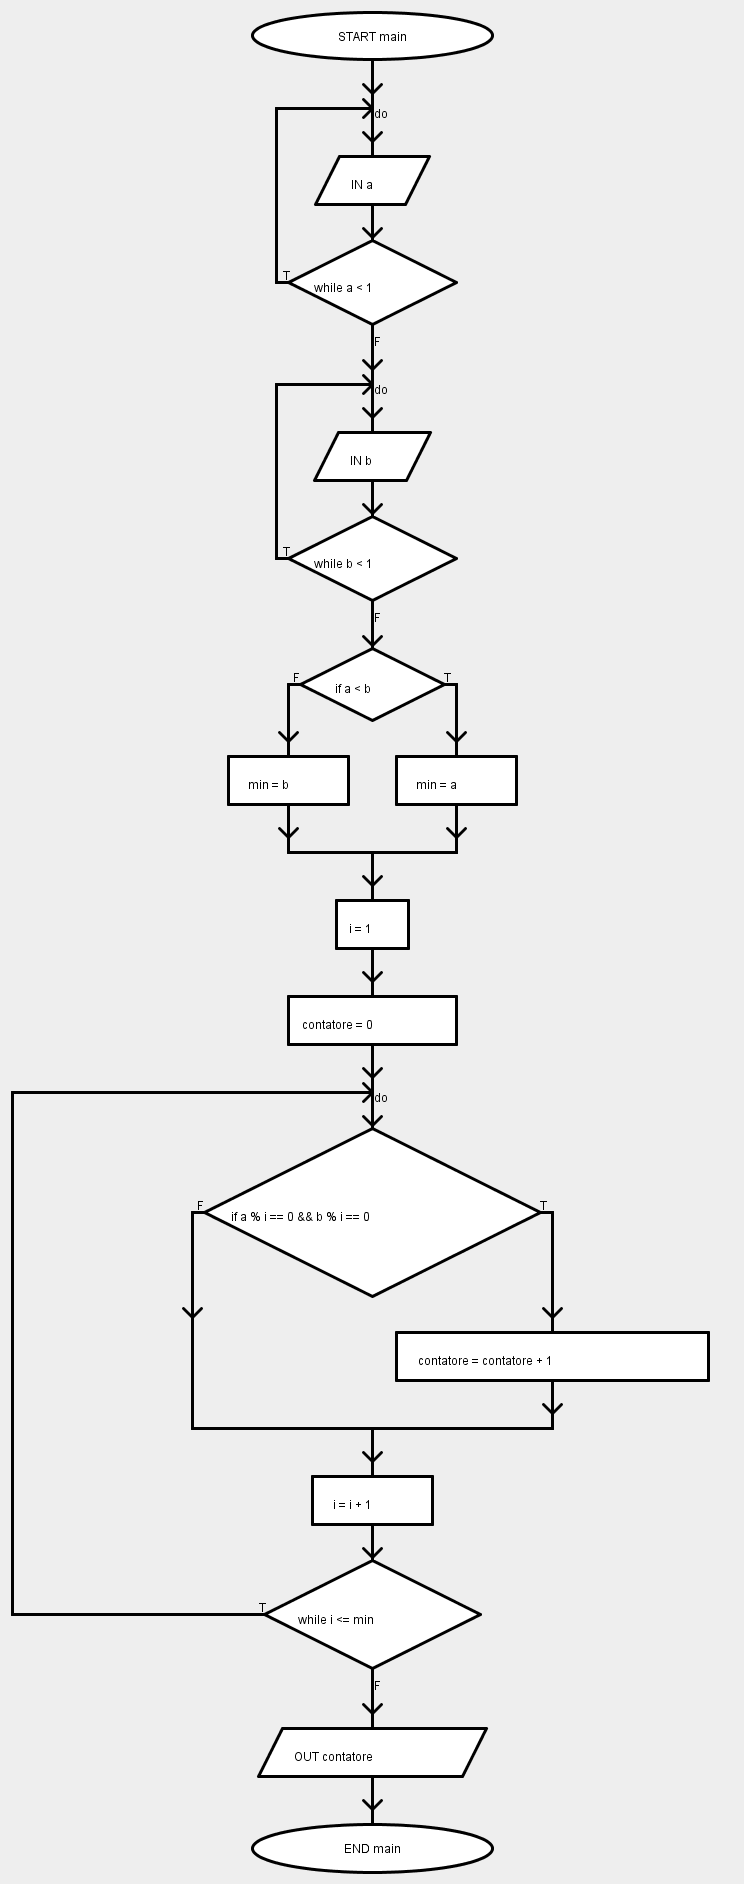 START main
do
IN a
T
while a < 1
F
do
IN b
T
while b < 1
F
F
if a < b
T
min = b
min = a
i = 1
contatore = 0
do
F
if a % i == 0 && b % i == 0
T
contatore = contatore + 1
i = i + 1
T
while i <= min
F
OUT contatore
END main